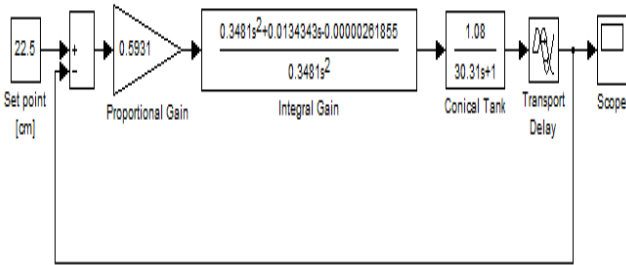 22.5
+
−
0.5931
0.3481s²+0.0134343s-0.00000261855
0.3481s²
1.08
30.31s+1
Set point
[cm]
Proportional Gain
Integral Gain
Conical Tank
Transport
Delay
Scope